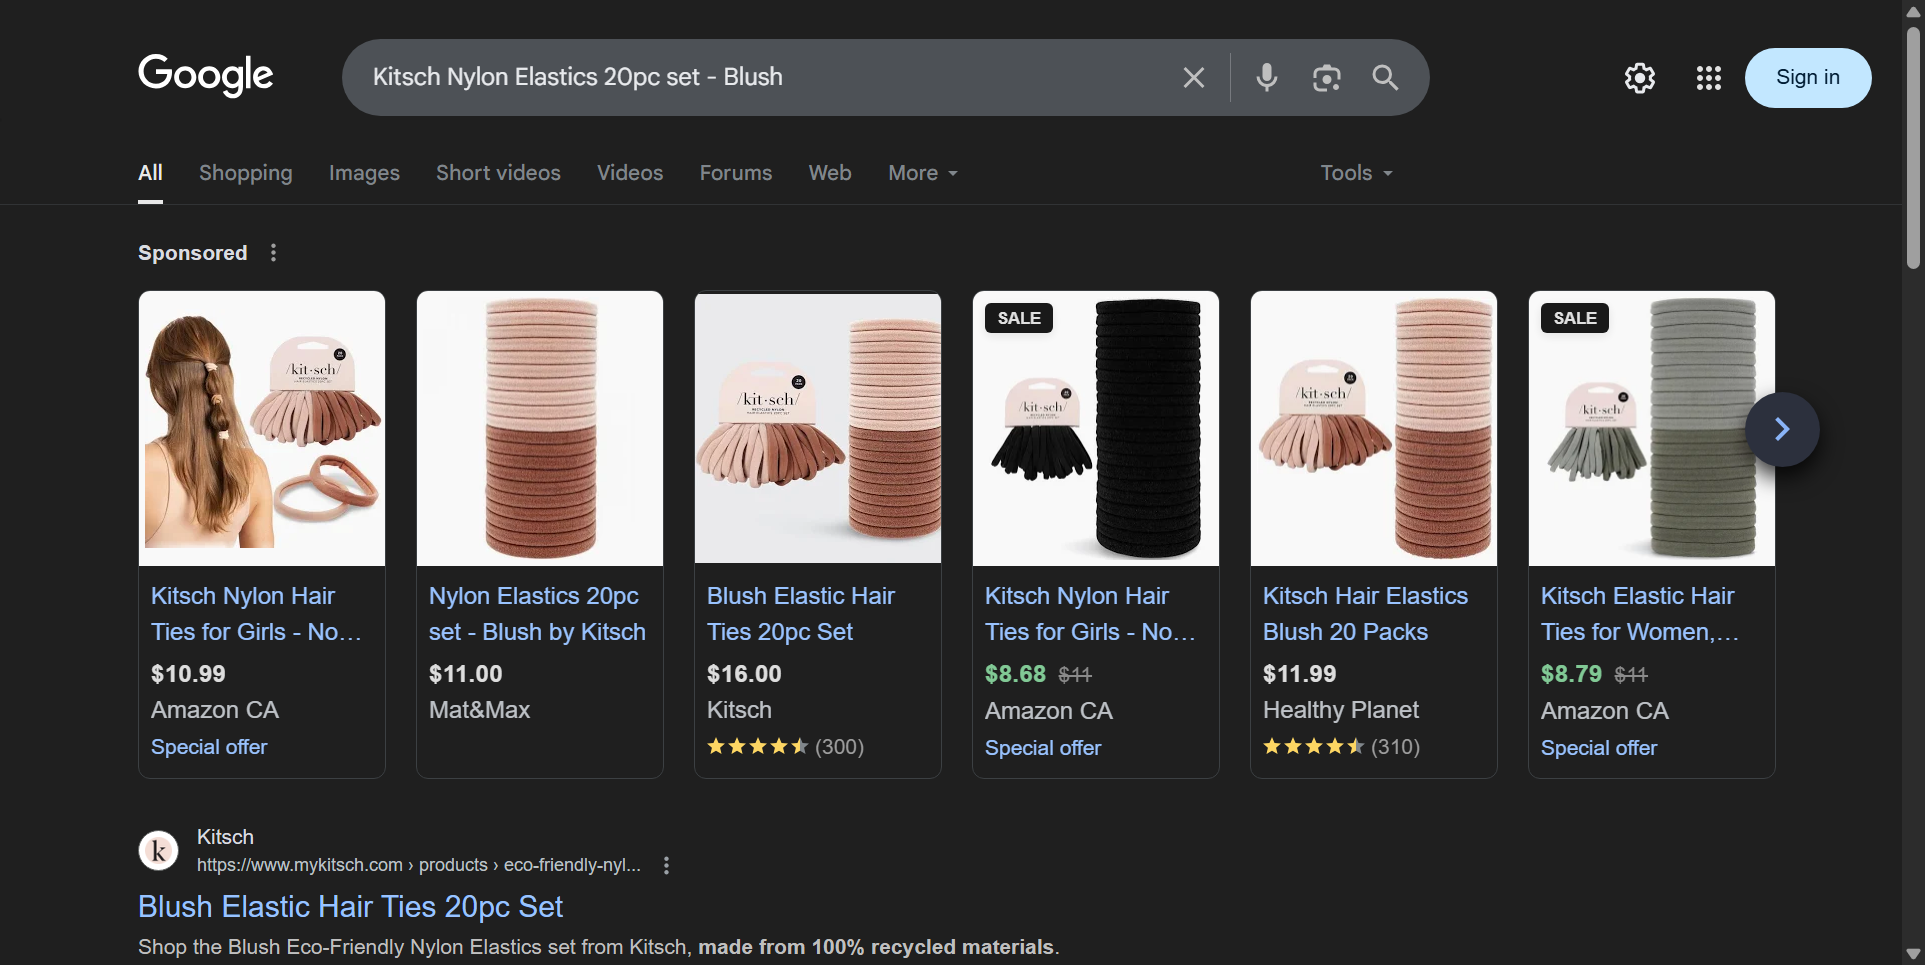 Google
Kitsch Nylon Elastics 20pc set - Blush
Sign in
All
Shopping
Images
Short videos
Videos
Forums
Web
More
Tools
Sponsored
/kit·sch/
Kitsch Nylon Hair
Ties for Girls - No...
$10.99
Amazon CA
Special offer
Nylon Elastics 20pc
set - Blush by Kitsch
$11.00
Mat&Max
/kit·sch/
RECYCLED NYLON
Blush Elastic Hair
Ties 20pc Set
$16.00
Kitsch
(300)
SALE
/kit·sch/
Kitsch Nylon Hair
Ties for Girls - No...
$8.68 $11
Amazon CA
Special offer
/kit·sch/
Kitsch Hair Elastics
Blush 20 Packs
$11.99
Healthy Planet
(310)
SALE
/kit·sch/
Kitsch Elastic Hair
Ties for Women,...
$8.79 $11
Amazon CA
Special offer
k
Kitsch
https://www.mykitsch.com › products › eco-friendly-nyl...
Blush Elastic Hair Ties 20pc Set
Shop the Blush Eco-Friendly Nylon Elastics set from Kitsch, made from 100% recycled materials.